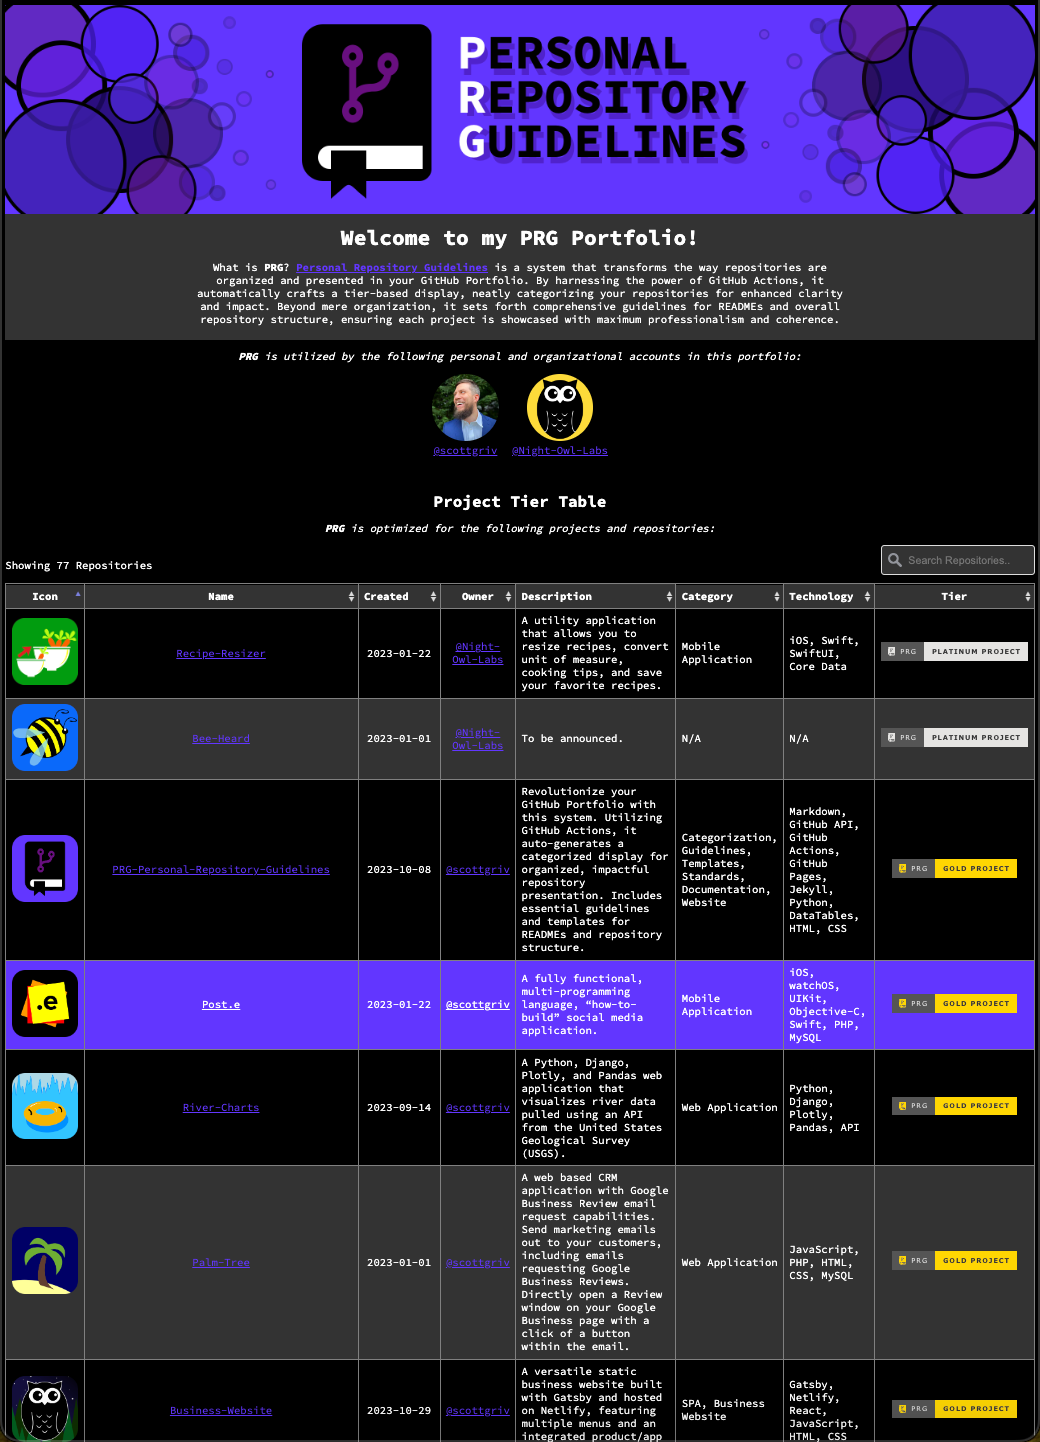 PERSONAL
REPOSITORY
GUIDELINES
Welcome to my PRG Portfolio!
What is PRG? Personal Repository Guidelines is a system that transforms the way repositories are
organized and presented in your GitHub Portfolio. By harnessing the power of GitHub Actions, it
automatically crafts a tier-based display, neatly categorizing your repositories for enhanced clarity
and impact. Beyond mere organization, it sets forth comprehensive guidelines for READMEs and overall
repository structure, ensuring each project is showcased with maximum professionalism and coherence.
PRG is utilized by the following personal and organizational accounts in this portfolio:
@scottgriv @Night-Owl-Labs
Project Tier Table
PRG is optimized for the following projects and repositories:
Showing 77 Repositories
Search Repositories..
Icon Name Created Owner Description Category Technology Tier
Recipe-Resizer
2023-01-22
@Night-
Owl-Labs
A utility application
that allows you to
resize recipes, convert
unit of measure,
cooking tips, and save
your favorite recipes.
Mobile
Application
iOS, Swift,
SwiftUI,
Core Data
PRG PLATINUM PROJECT
Bee-Heard
2023-01-01
@Night-
Owl-Labs
To be announced.
N/A
N/A
PRG PLATINUM PROJECT
PRG-Personal-Repository-Guidelines
2023-10-08
@scottgriv
Revolutionize your
GitHub Portfolio with
this system. Utilizing
GitHub Actions, it
auto-generates a
categorized display for
organized, impactful
repository
presentation. Includes
essential guidelines
and templates for
READMEs and repository
structure.
Categorization,
Guidelines,
Templates,
Standards,
Documentation,
Website
Markdown,
GitHub API,
GitHub
Actions,
GitHub
Pages,
Jekyll,
Python,
DataTables,
HTML, CSS
PRG GOLD PROJECT
.e
Post.e
2023-01-22
@scottgriv
A fully functional,
multi-programming
language, “how-to-
build” social media
application.
Mobile
Application
iOS,
watchOS,
UIKit,
Objective-C,
Swift, PHP,
MySQL
PRG GOLD PROJECT
River-Charts
2023-09-14
@scottgriv
A Python, Django,
Plotly, and Pandas web
application that
visualizes river data
pulled using an API
from the United States
Geological Survey
(USGS).
Web Application
Python,
Django,
Plotly,
Pandas, API
PRG GOLD PROJECT
Palm-Tree
2023-01-01
@scottgriv
A web based CRM
application with Google
Business Review email
request capabilities.
Send marketing emails
out to your customers,
including emails
requesting Google
Business Reviews.
Directly open a Review
window on your Google
Business page with a
click of a button
within the email.
Web Application
JavaScript,
PHP, HTML,
CSS, MySQL
PRG GOLD PROJECT
Business-Website
2023-10-29
@scottgriv
A versatile static
business website built
with Gatsby and hosted
on Netlify, featuring
multiple menus and an
integrated product/app
SPA, Business
Website
Gatsby,
Netlify,
React,
JavaScript,
HTML, CSS
PRG GOLD PROJECT